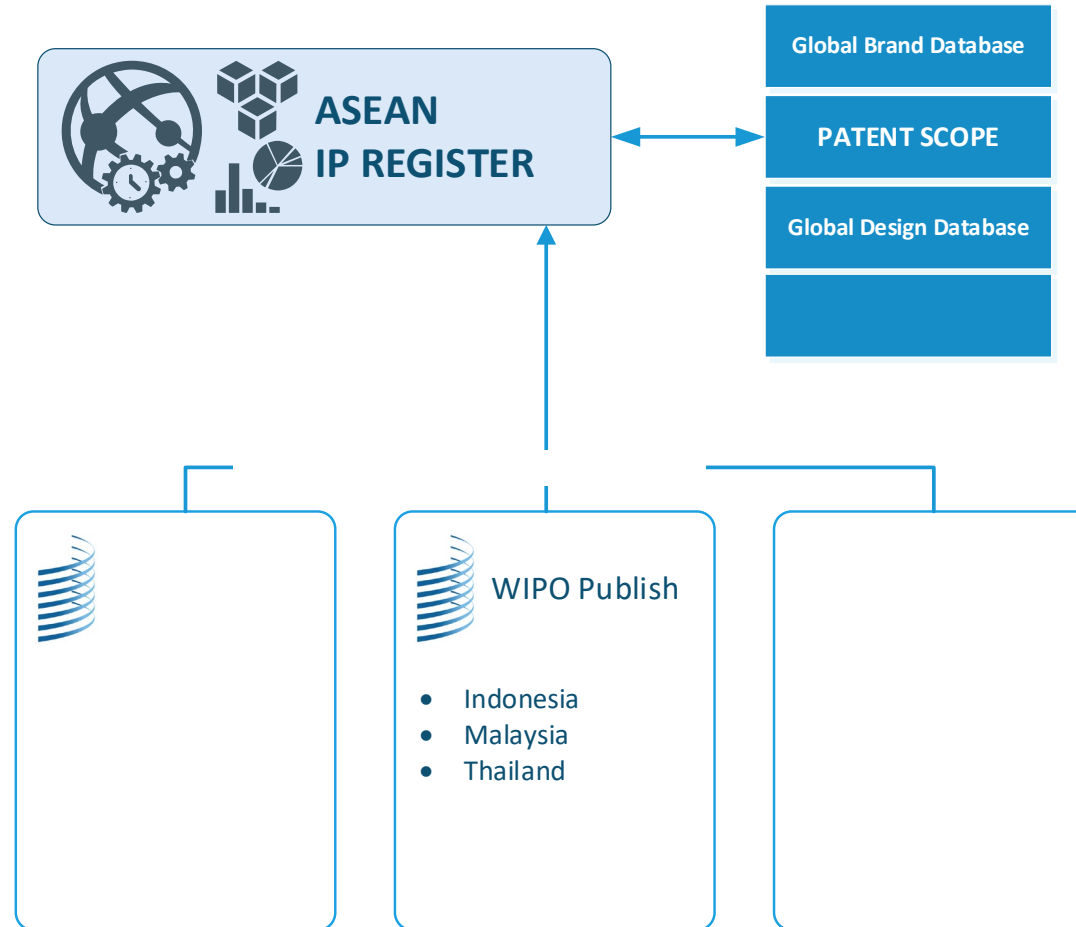 Global Brand Database
ASEAN
IP REGISTER
PATENT SCOPE
Global Design Database
WIPO Publish
• Indonesia
• Malaysia
• Thailand